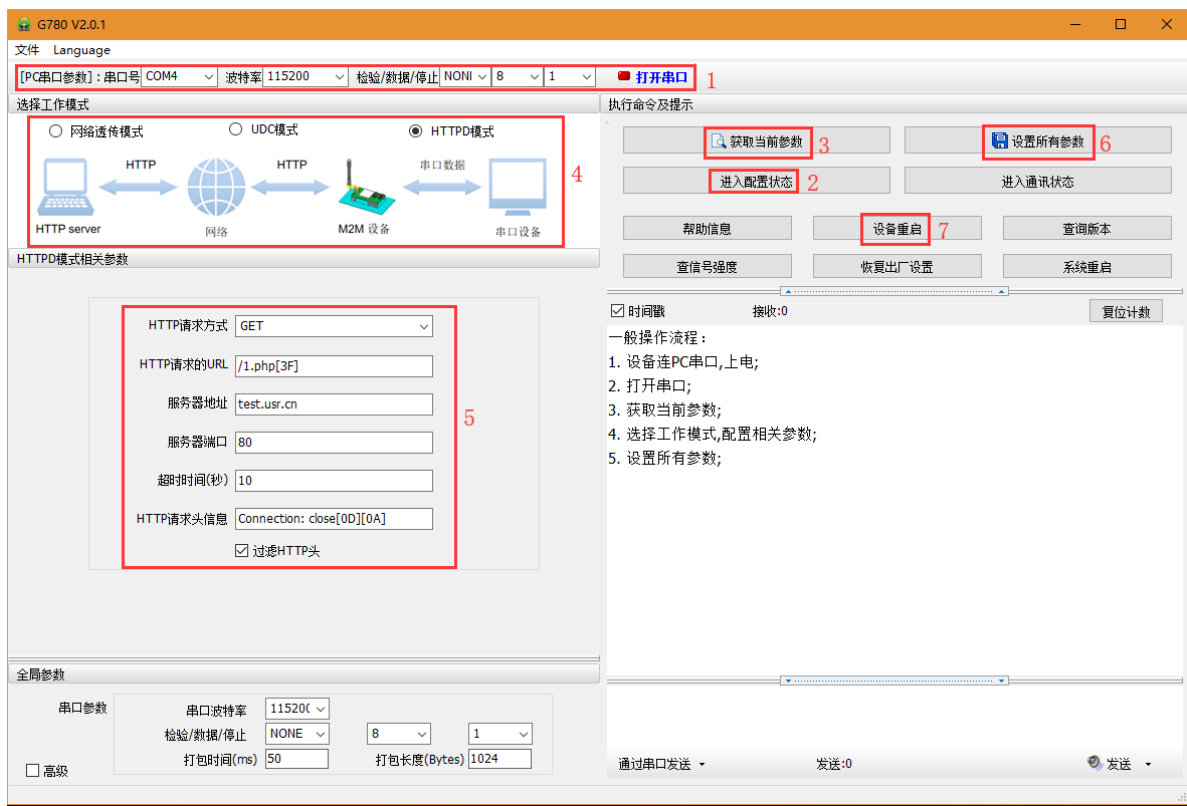 G780 V2.0.1
文件 Language
[PC串口参数]:串口号 COM4 波特率 115200 检验/数据/停止 NONI 8 1 打开串口 1
选择工作模式
网络透传模式 UDC模式 HTTPD模式
HTTP HTTP 串口数据
4
HTTP server 网络 M2M 设备 串口设备
HTTPD模式相关参数
HTTP请求方式 GET
HTTP请求的URL /1.php[3F]
服务器地址 test.usr.cn
5
服务器端口 80
超时时间(秒) 10
HTTP请求头信息 Connection: close[0D][0A]
过滤HTTP头
全局参数
串口参数 串口波特率 11520(
检验/数据/停止 NONE 8 1
打包时间(ms) 50 打包长度(Bytes) 1024
高级
执行命令及提示
获取当前参数 3 设置所有参数 6
进入配置状态 2 进入通讯状态
帮助信息 设备重启 7 查询版本
查信号强度 恢复出厂设置 系统重启
时间戳 接收:0 复位计数
一般操作流程:
1. 设备连PC串口,上电;
2. 打开串口;
3. 获取当前参数;
4. 选择工作模式,配置相关参数;
5. 设置所有参数;
通过串口发送 发送:0 发送